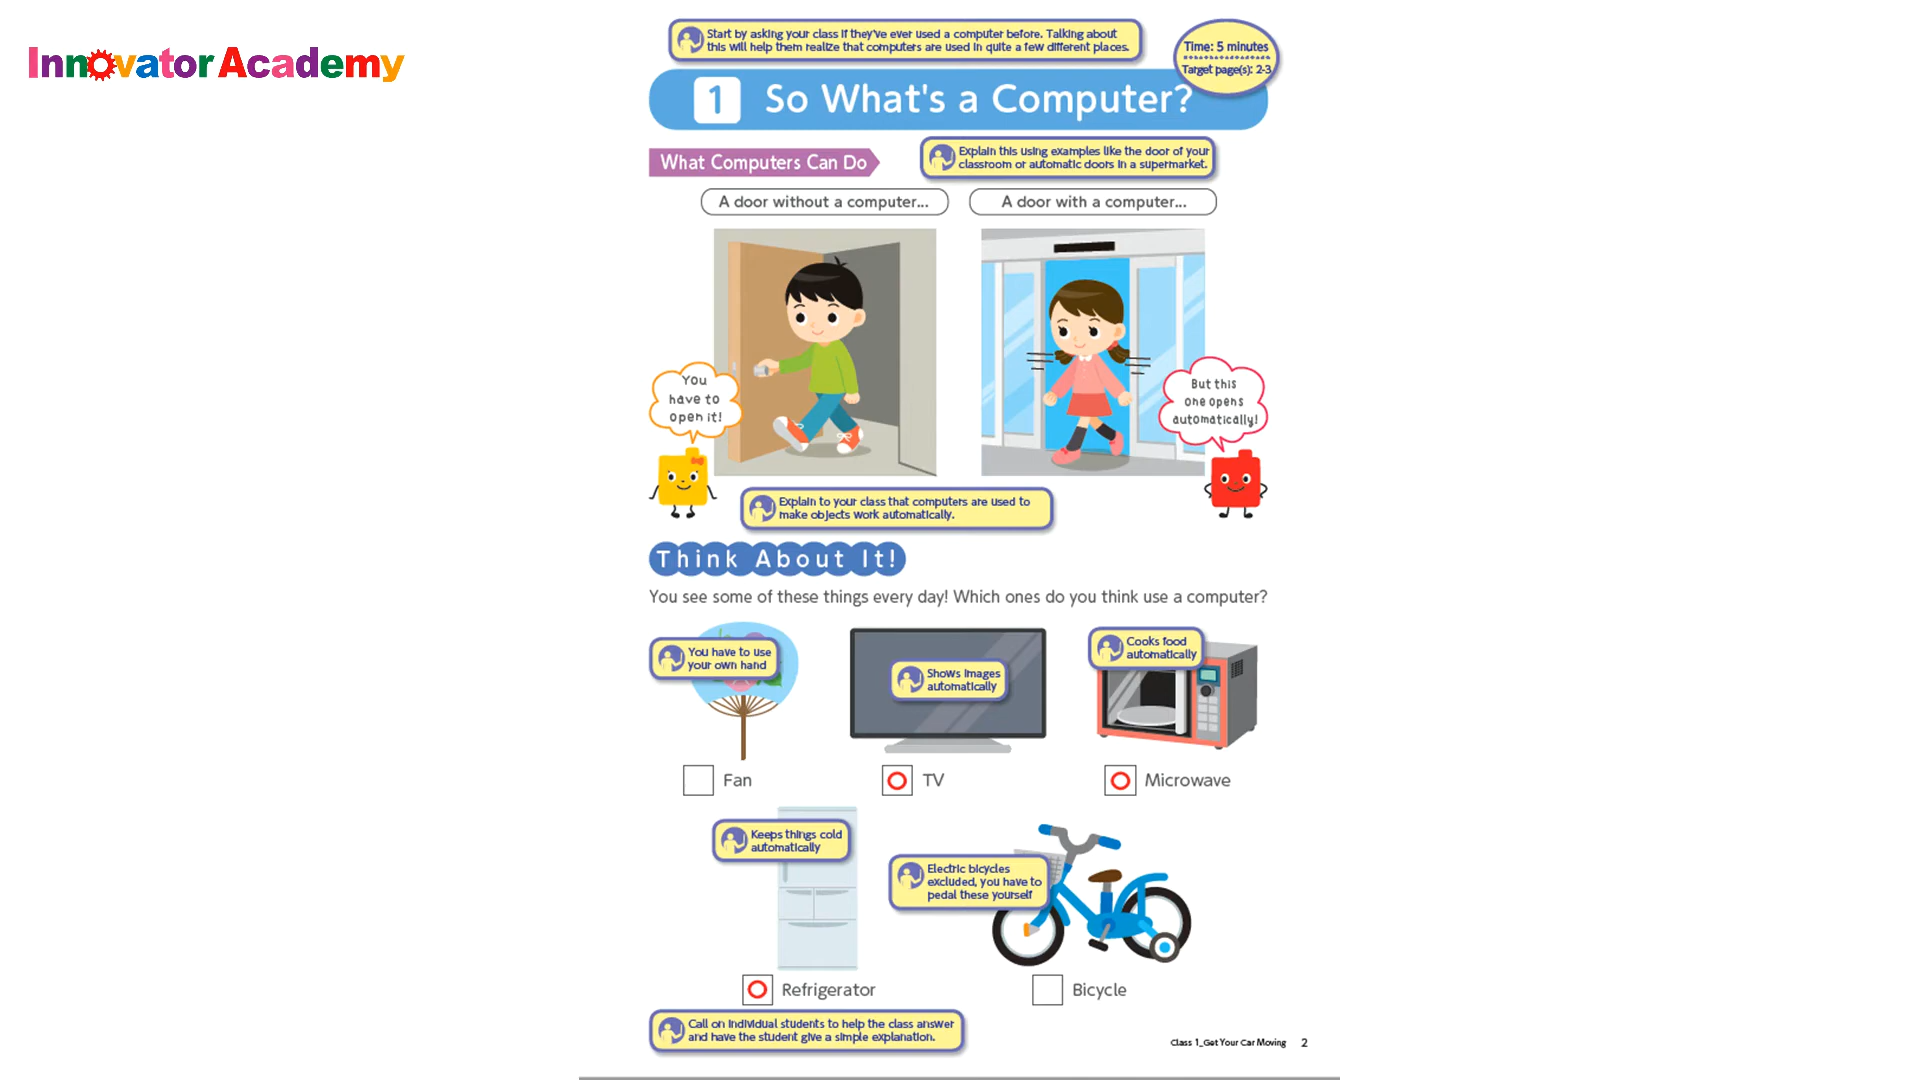 Innovator Academy
Start by asking your class if they've ever used a computer before. Talking about
this will help them realize that computers are used in quite a few different places.
Time: 5 minutes
Target page(s): 2-3
1 So What's a Computer?
What Computers Can Do
Explain this using examples like the door of your
classroom or automatic doors in a supermarket.
A door without a computer...
A door with a computer...
You
have to
open it!
But this
one opens
automatically!
Explain to your class that computers are used to
make objects work automatically.
Think About It!
You see some of these things every day! Which ones do you think use a computer?
You have to use
your own hand
Shows images
automatically
Cooks food
automatically
Fan
TV
Microwave
Keeps things cold
automatically
Electric bicycles
excluded, you have to
pedal these yourself
Refrigerator
Bicycle
Call on individual students to help the class answer
and have the student give a simple explanation.
Class 1_Get Your Car Moving 2